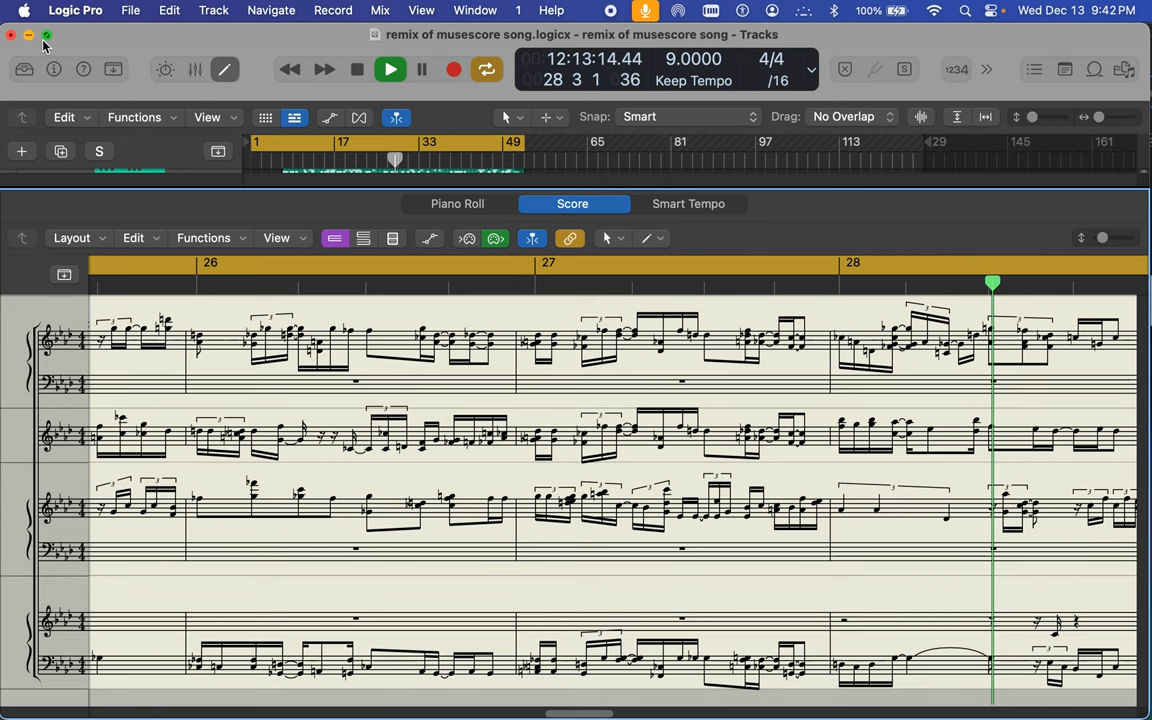 Logic Pro File Edit Track Navigate Record Mix View Window 1 Help 100% Wed Dec 13 9:42 PM
remix of musescore song.logicx - remix of musescore song - Tracks
00:12:13:14.44 9.0000 4/4
0028 3 1 036 Keep Tempo /16 1234
Edit Functions View Snap: Smart Drag: No Overlap
S 1 17 33 49 65 81 97 113 129 145 161
Piano Roll Score Smart Tempo
Layout Edit Functions View
26 27 28